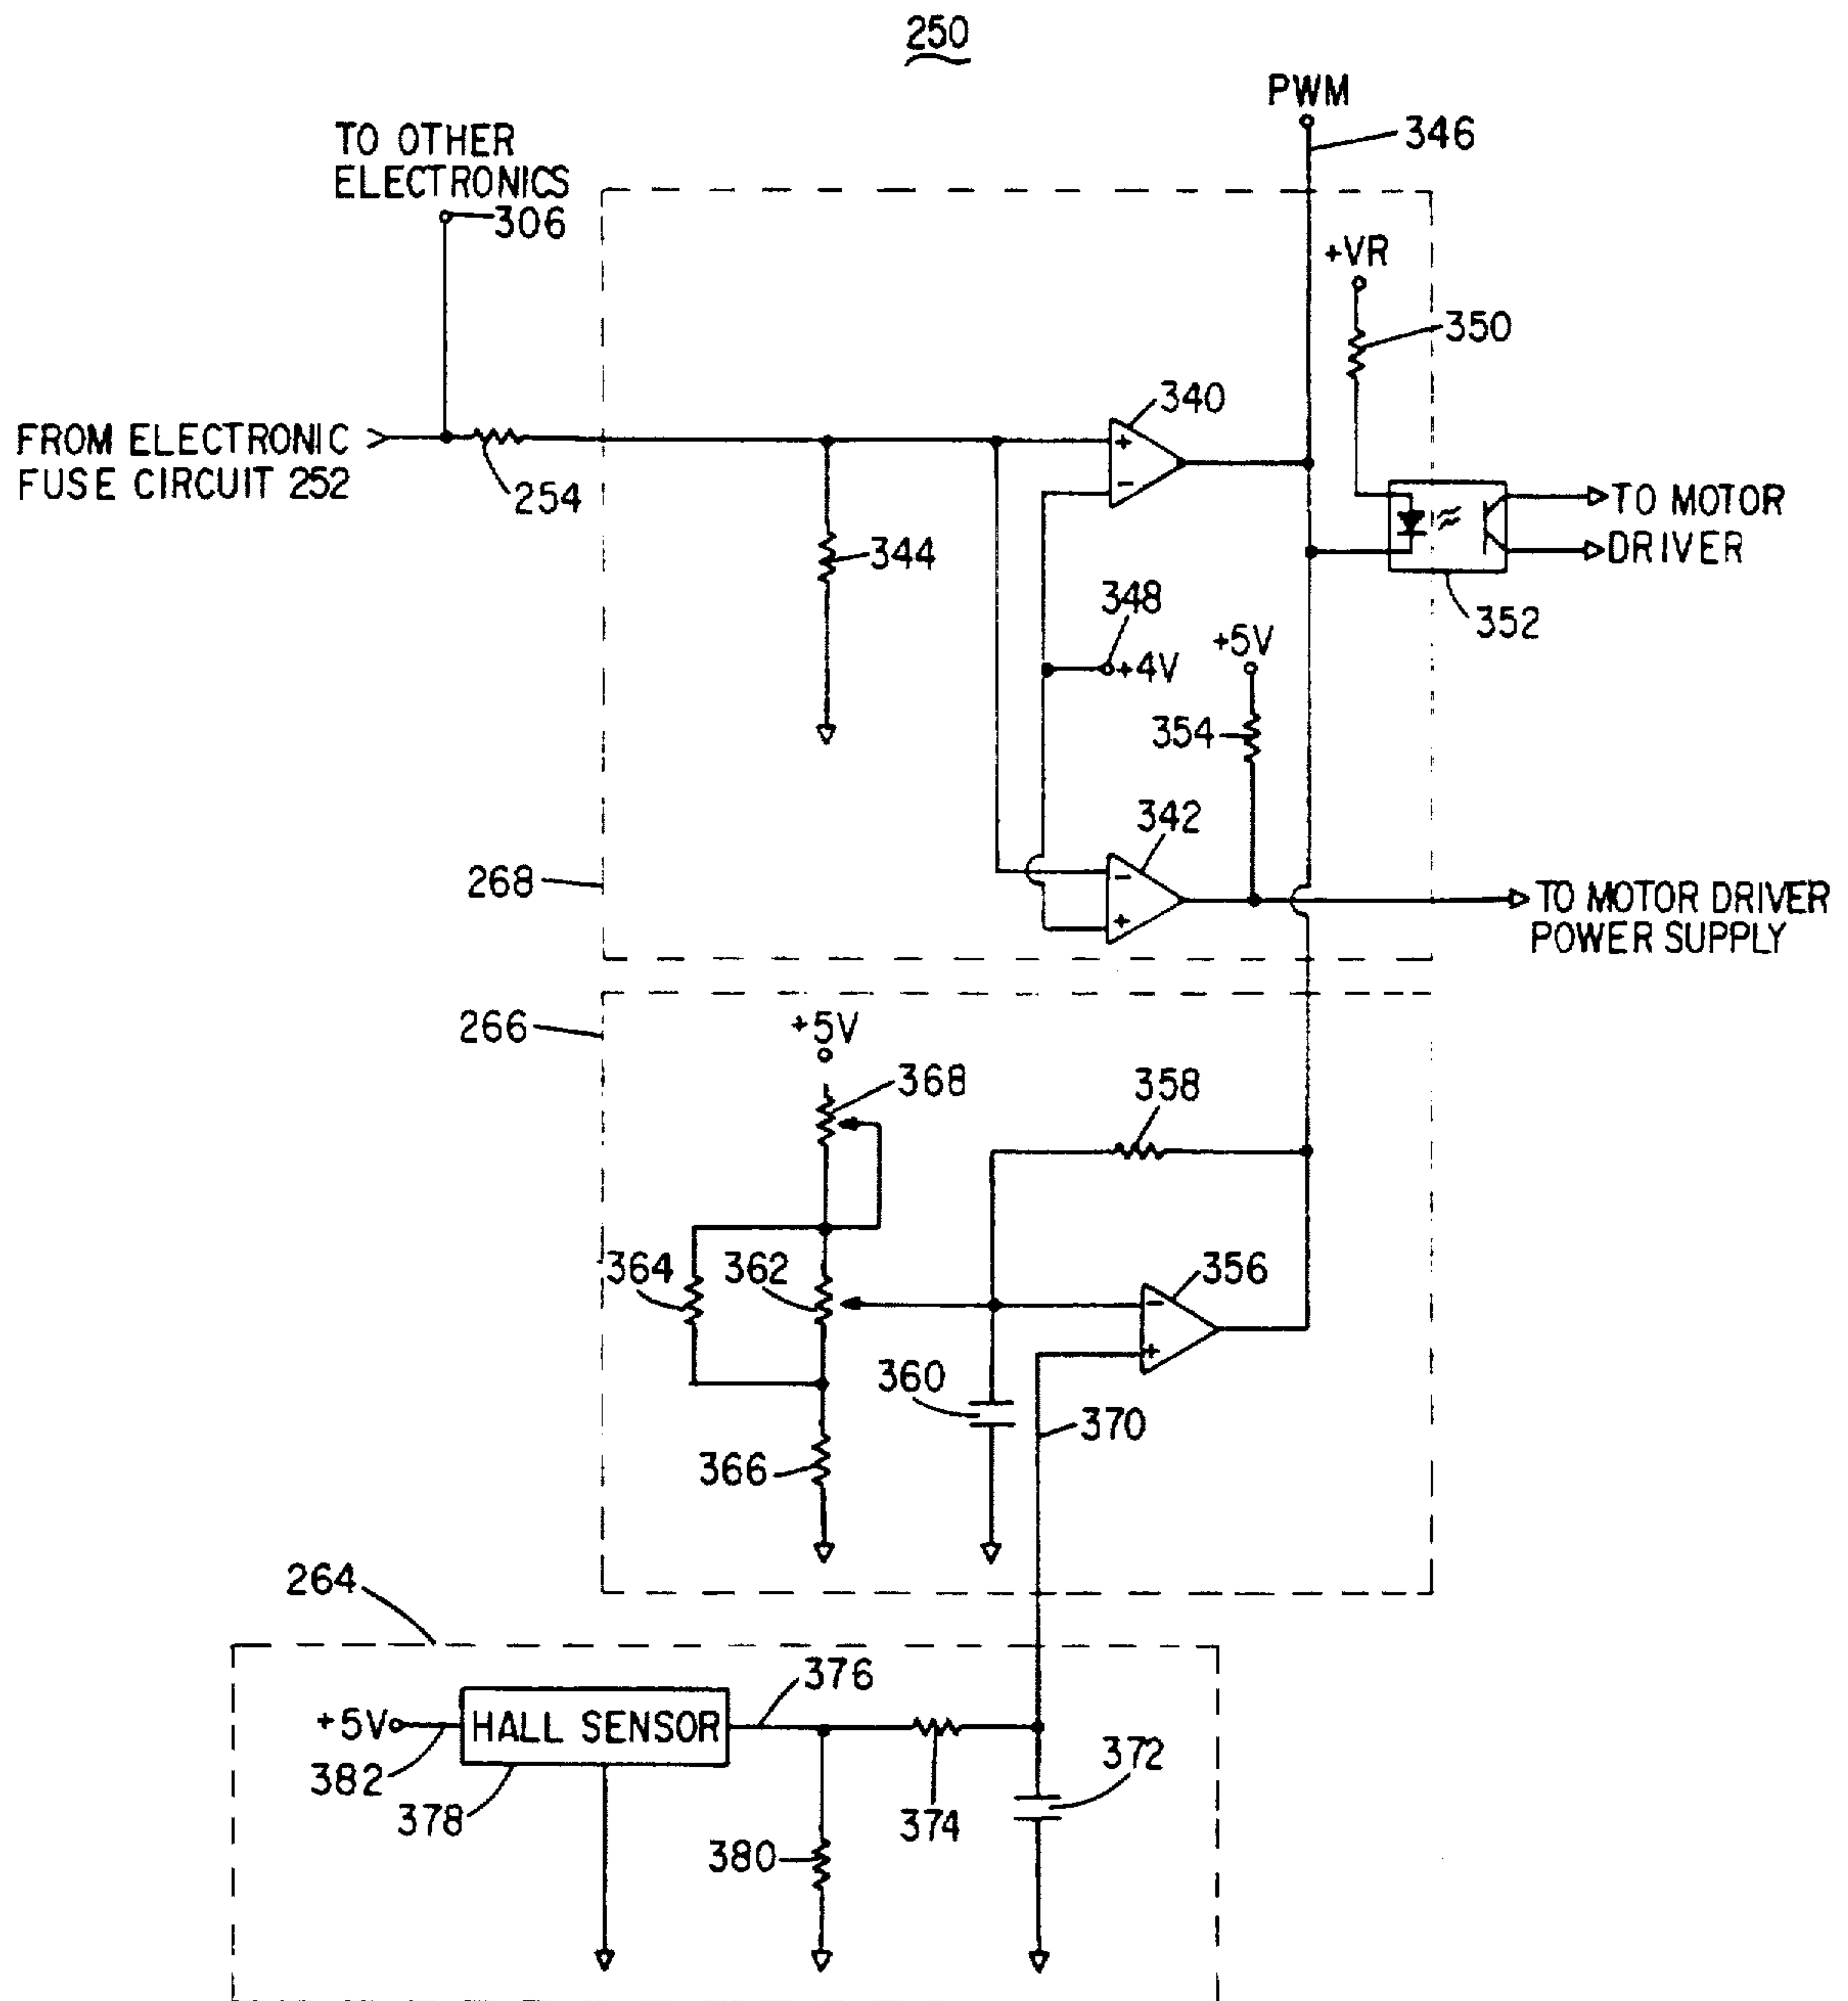 250
PWM
346
TO OTHER
ELECTRONICS
306
+VR
350
340
FROM ELECTRONIC
FUSE CIRCUIT 252
254
+
-
344
TO MOTOR
DRIVER
352
348
+4V
+5V
354
342
268
-
+
TO MOTOR DRIVER
POWER SUPPLY
266
+5V
368
358
364
362
356
-
+
360
370
366
264
376
+5V
HALL SENSOR
382
378
374
372
380